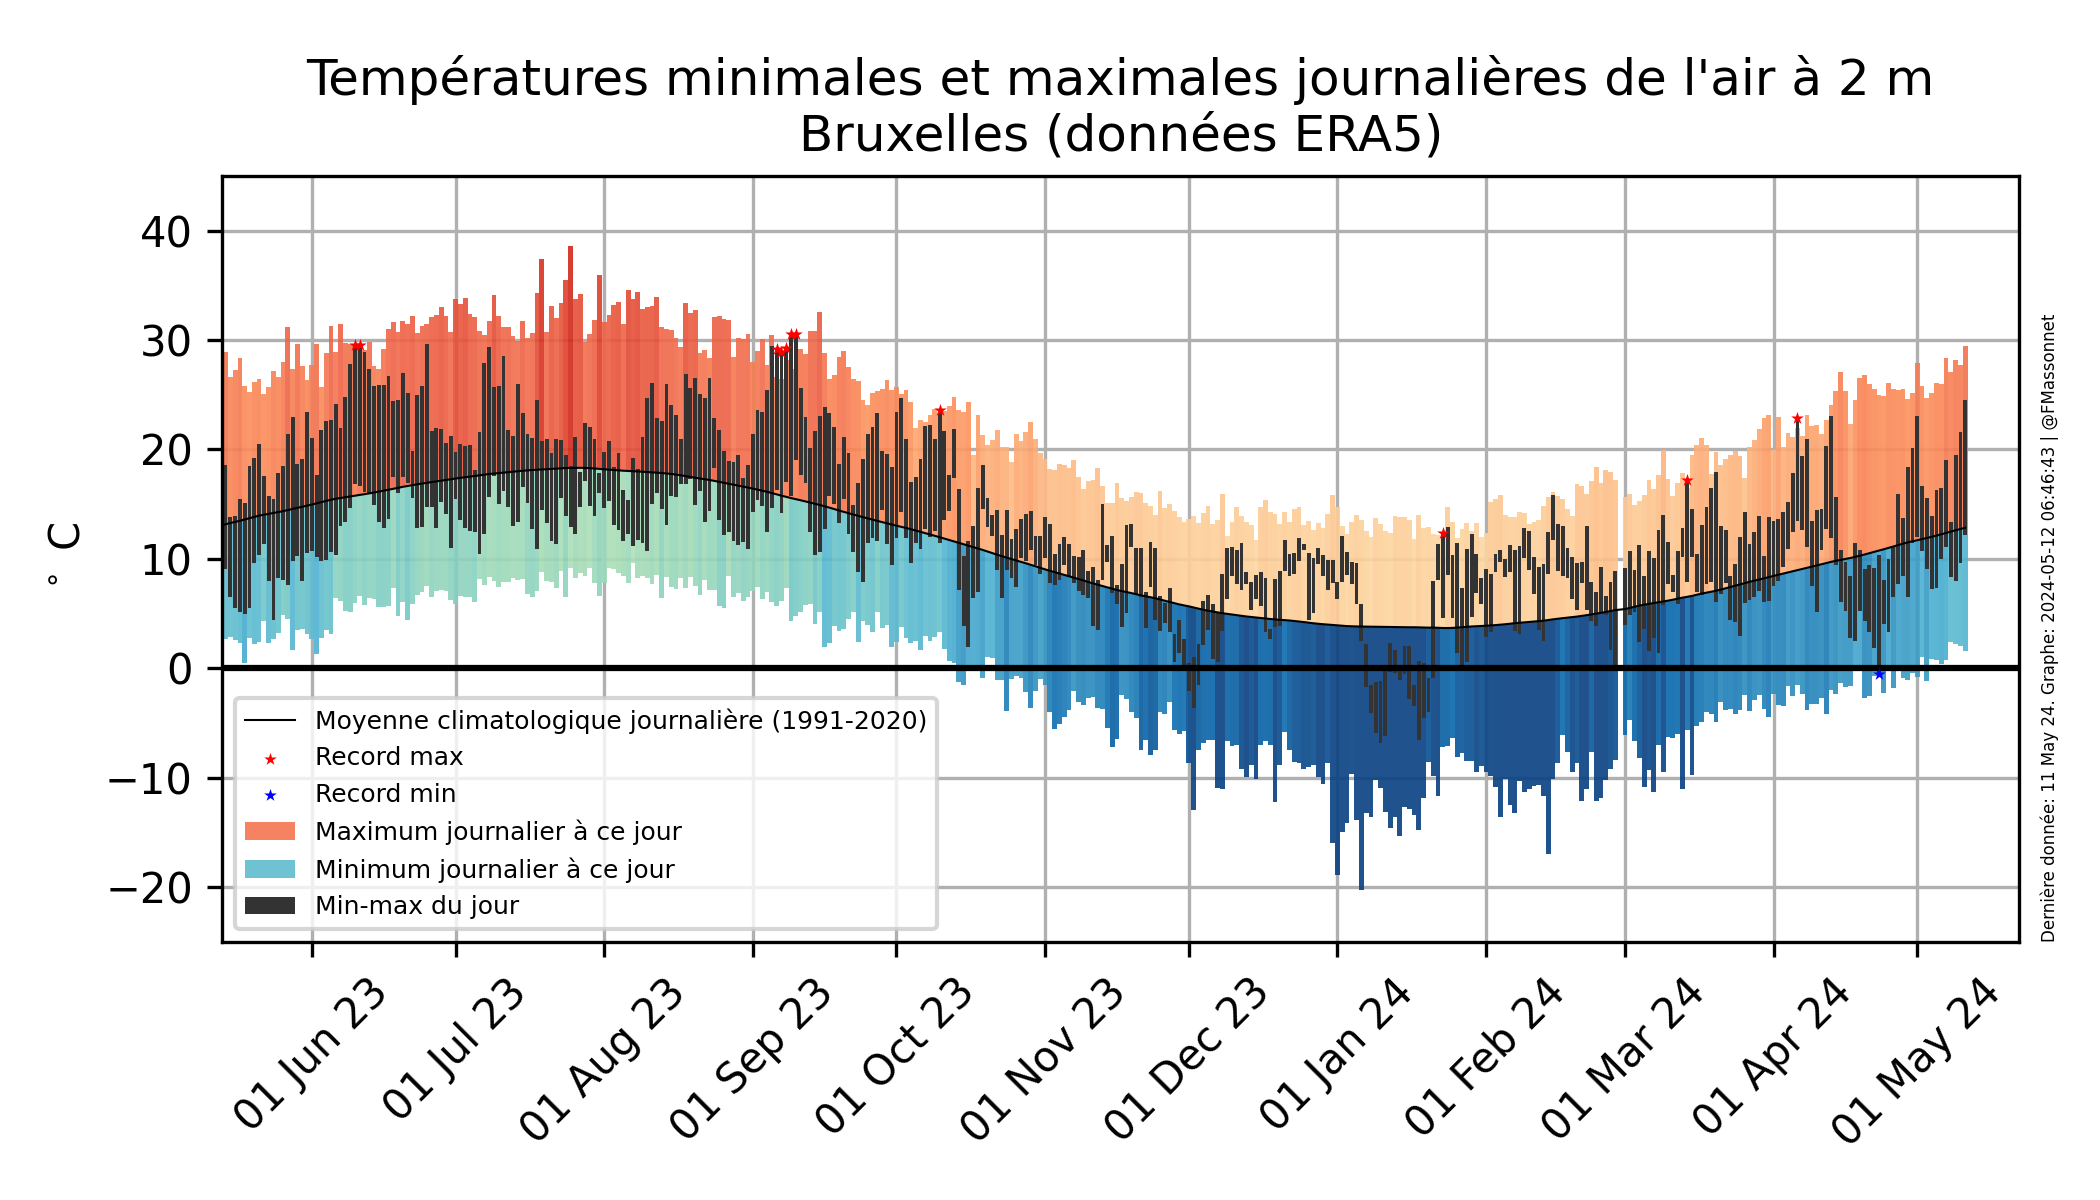 Températures minimales et maximales journalières de l'air à 2 m
Bruxelles (données ERA5)
40
30
20
10
0
−10
−20
° C
Moyenne climatologique journalière (1991-2020)
Record max
Record min
Maximum journalier à ce jour
Minimum journalier à ce jour
Min-max du jour
01 Jun 23
01 Jul 23
01 Aug 23
01 Sep 23
01 Oct 23
01 Nov 23
01 Dec 23
01 Jan 24
01 Feb 24
01 Mar 24
01 Apr 24
01 May 24
Dernière donnée: 11 May 24. Graphe: 2024-05-12 06:46:43 | @FMassonnet